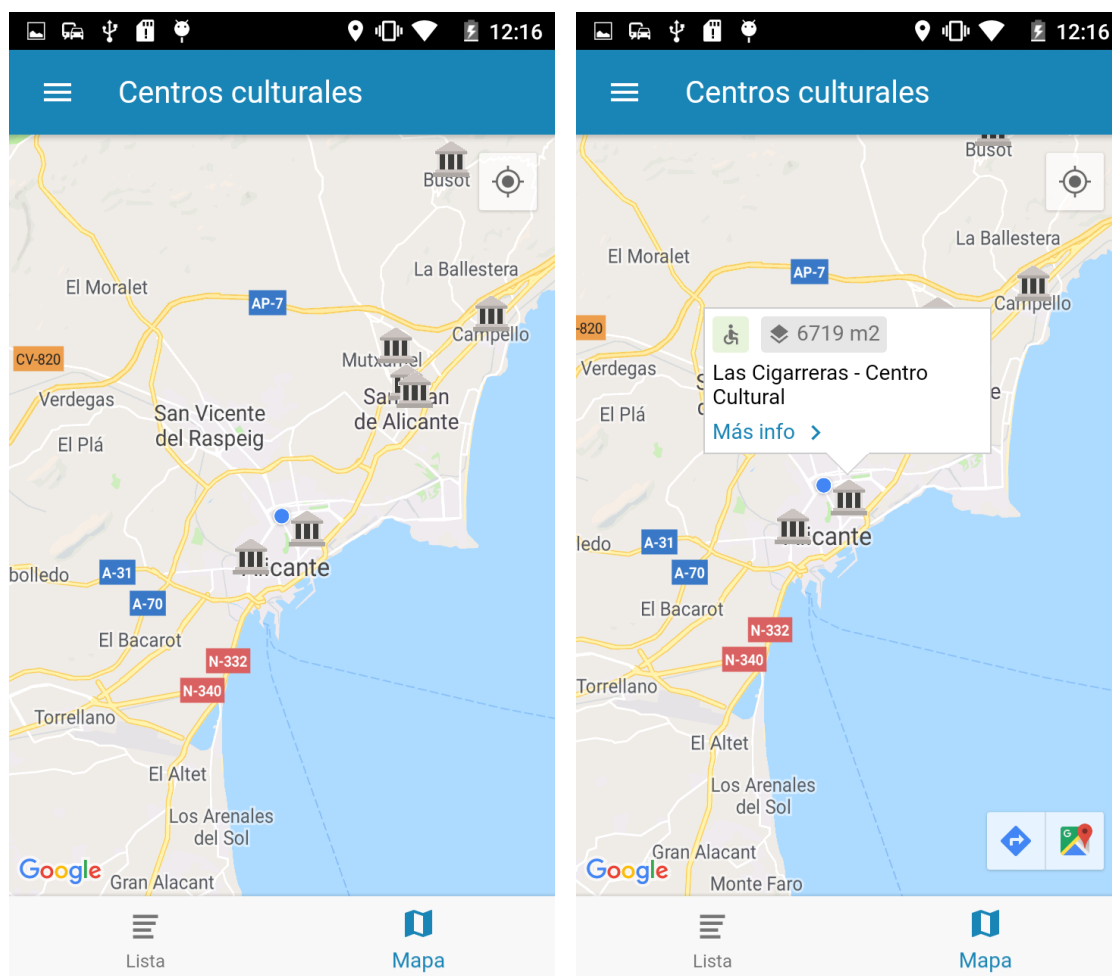 12:16
Centros culturales
Busot
La Ballestera
El Moralet
AP-7
Campello
CV-820
Verdegas
San Vicente
del Raspeig
El Plá
de Alicante
A-31
A-70
El Bacarot
N-332
N-340
Torrellano
El Altet
Los Arenales
del Sol
Google
Gran Alacant
Lista
Mapa
12:16
Centros culturales
Busot
La Ballestera
El Moralet
AP-7
Campello
-820
6719 m2
Verdegas
Las Cigarreras - Centro
Cultural
El Plá
Más info
ledo
A-31
A-70
El Bacarot
N-332
N-340
Torrellano
El Altet
Los Arenales
del Sol
Gran Alacant
Google
Monte Faro
Lista
Mapa